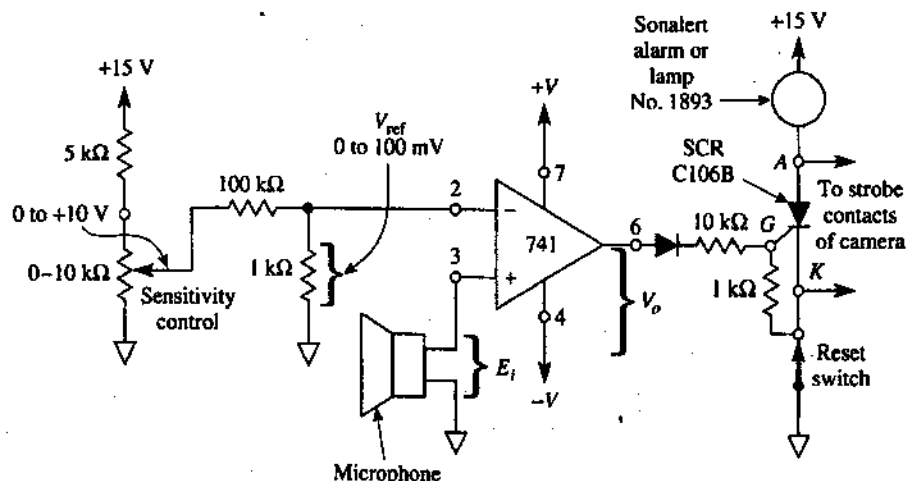 +15 V
Sonalert
alarm or
lamp
No. 1893
+15 V
5 kΩ
V_ref
0 to 100 mV
+V
SCR
C106B
A
To strobe
contacts
of camera
100 kΩ
2
7
0 to +10 V
−
741
6
10 kΩ
G
0–10 kΩ
1 kΩ
3
+
Sensitivity
control
4
V_o
1 kΩ
K
E_i
−V
Reset
switch
Microphone